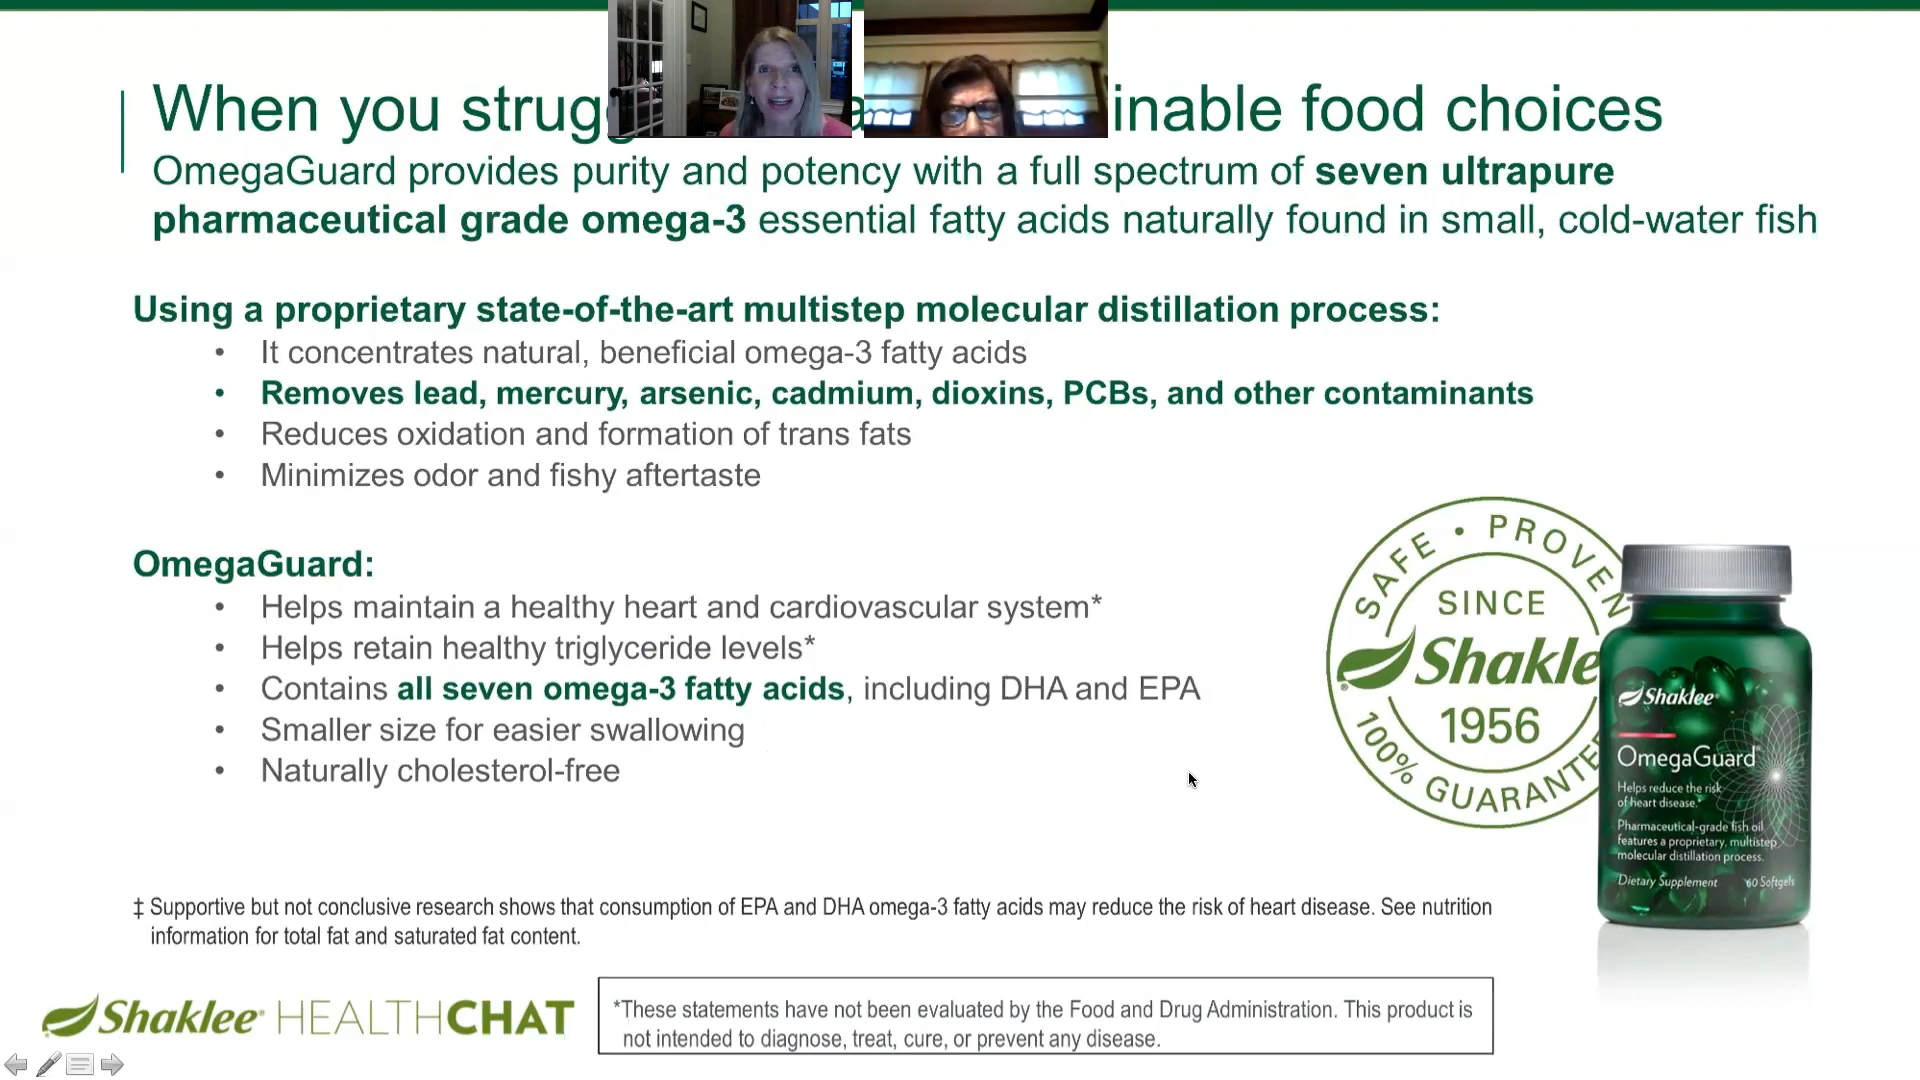 When you strug inable food choices
OmegaGuard provides purity and potency with a full spectrum of seven ultrapure
pharmaceutical grade omega-3 essential fatty acids naturally found in small, cold-water fish
Using a proprietary state-of-the-art multistep molecular distillation process:
• It concentrates natural, beneficial omega-3 fatty acids
• Removes lead, mercury, arsenic, cadmium, dioxins, PCBs, and other contaminants
• Reduces oxidation and formation of trans fats
• Minimizes odor and fishy aftertaste
OmegaGuard:
• Helps maintain a healthy heart and cardiovascular system*
• Helps retain healthy triglyceride levels*
• Contains all seven omega-3 fatty acids, including DHA and EPA
• Smaller size for easier swallowing
• Naturally cholesterol-free
SAFE • PROVEN
SINCE
Shakle
1956
100% GUARANTE
Shaklee
OmegaGuard
Helps reduce the risk
of heart disease.*
Pharmaceutical-grade fish oil
features a proprietary, multistep
molecular distillation process.
Dietary Supplement 60 Softgels
‡ Supportive but not conclusive research shows that consumption of EPA and DHA omega-3 fatty acids may reduce the risk of heart disease. See nutrition
information for total fat and saturated fat content.
Shaklee HEALTHCHAT
*These statements have not been evaluated by the Food and Drug Administration. This product is
not intended to diagnose, treat, cure, or prevent any disease.